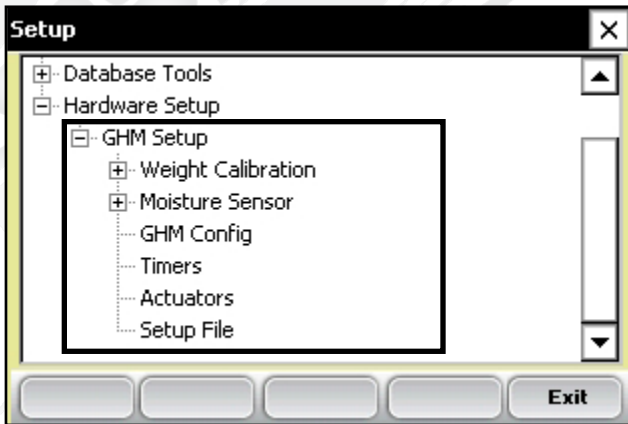 Setup
Database Tools
Hardware Setup
GHM Setup
Weight Calibration
Moisture Sensor
GHM Config
Timers
Actuators
Setup File
Exit